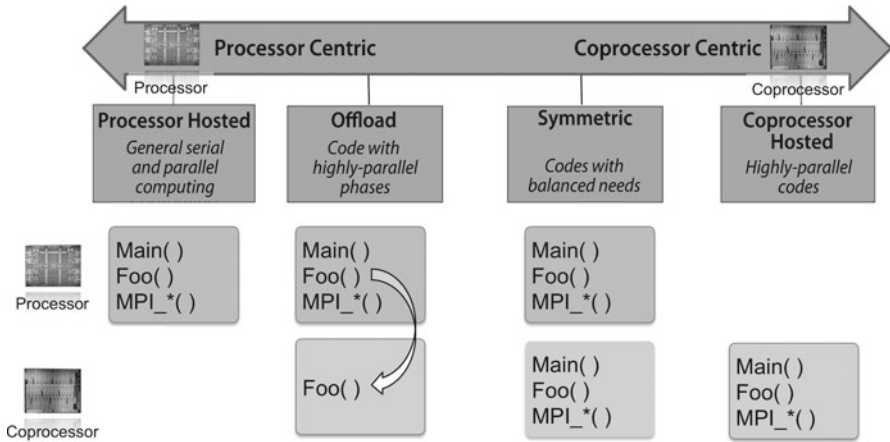 Processor Centric
Coprocessor Centric
Processor
Coprocessor
Processor Hosted
General serial
and parallel
computing
Offload
Code with
highly-parallel
phases
Symmetric
Codes with
balanced needs
Coprocessor
Hosted
Highly-parallel
codes
Processor
Main( )
Foo( )
MPI_*( )
Main( )
Foo( )
MPI_*( )
Main( )
Foo( )
MPI_*( )
Coprocessor
Foo( )
Main( )
Foo( )
MPI_*( )
Main( )
Foo( )
MPI_*( )